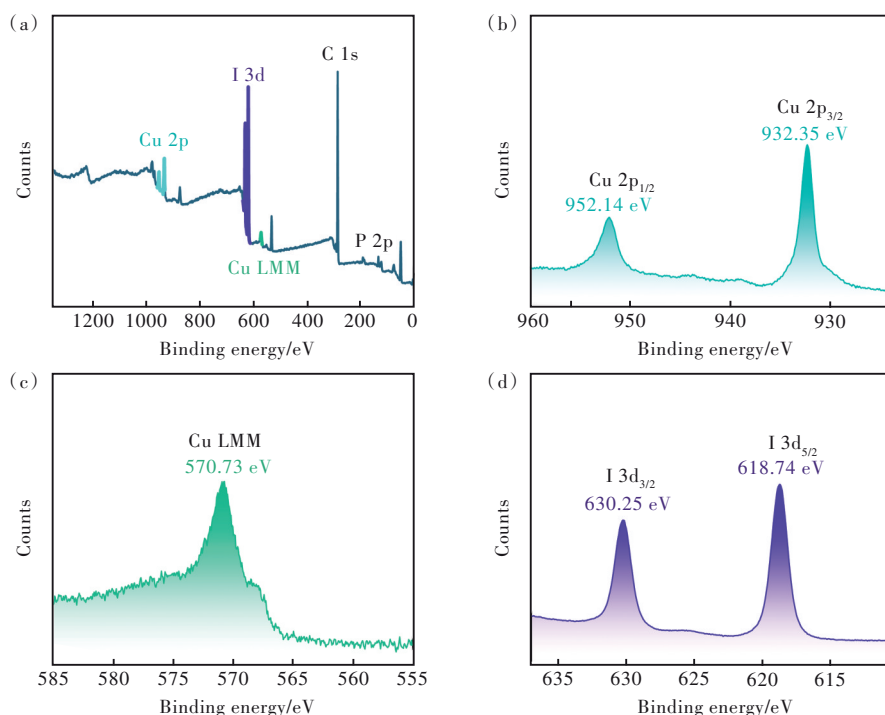 (a)
Counts
Cu 2p
I 3d
C 1s
Cu LMM
P 2p
1200 1000 800 600 400 200 0
Binding energy/eV
(b)
Counts
Cu 2p1/2
952.14 eV
Cu 2p3/2
932.35 eV
960 950 940 930
Binding energy/eV
(c)
Counts
Cu LMM
570.73 eV
585 580 575 570 565 560 555
Binding energy/eV
(d)
Counts
I 3d3/2
630.25 eV
I 3d5/2
618.74 eV
635 630 625 620 615
Binding energy/eV